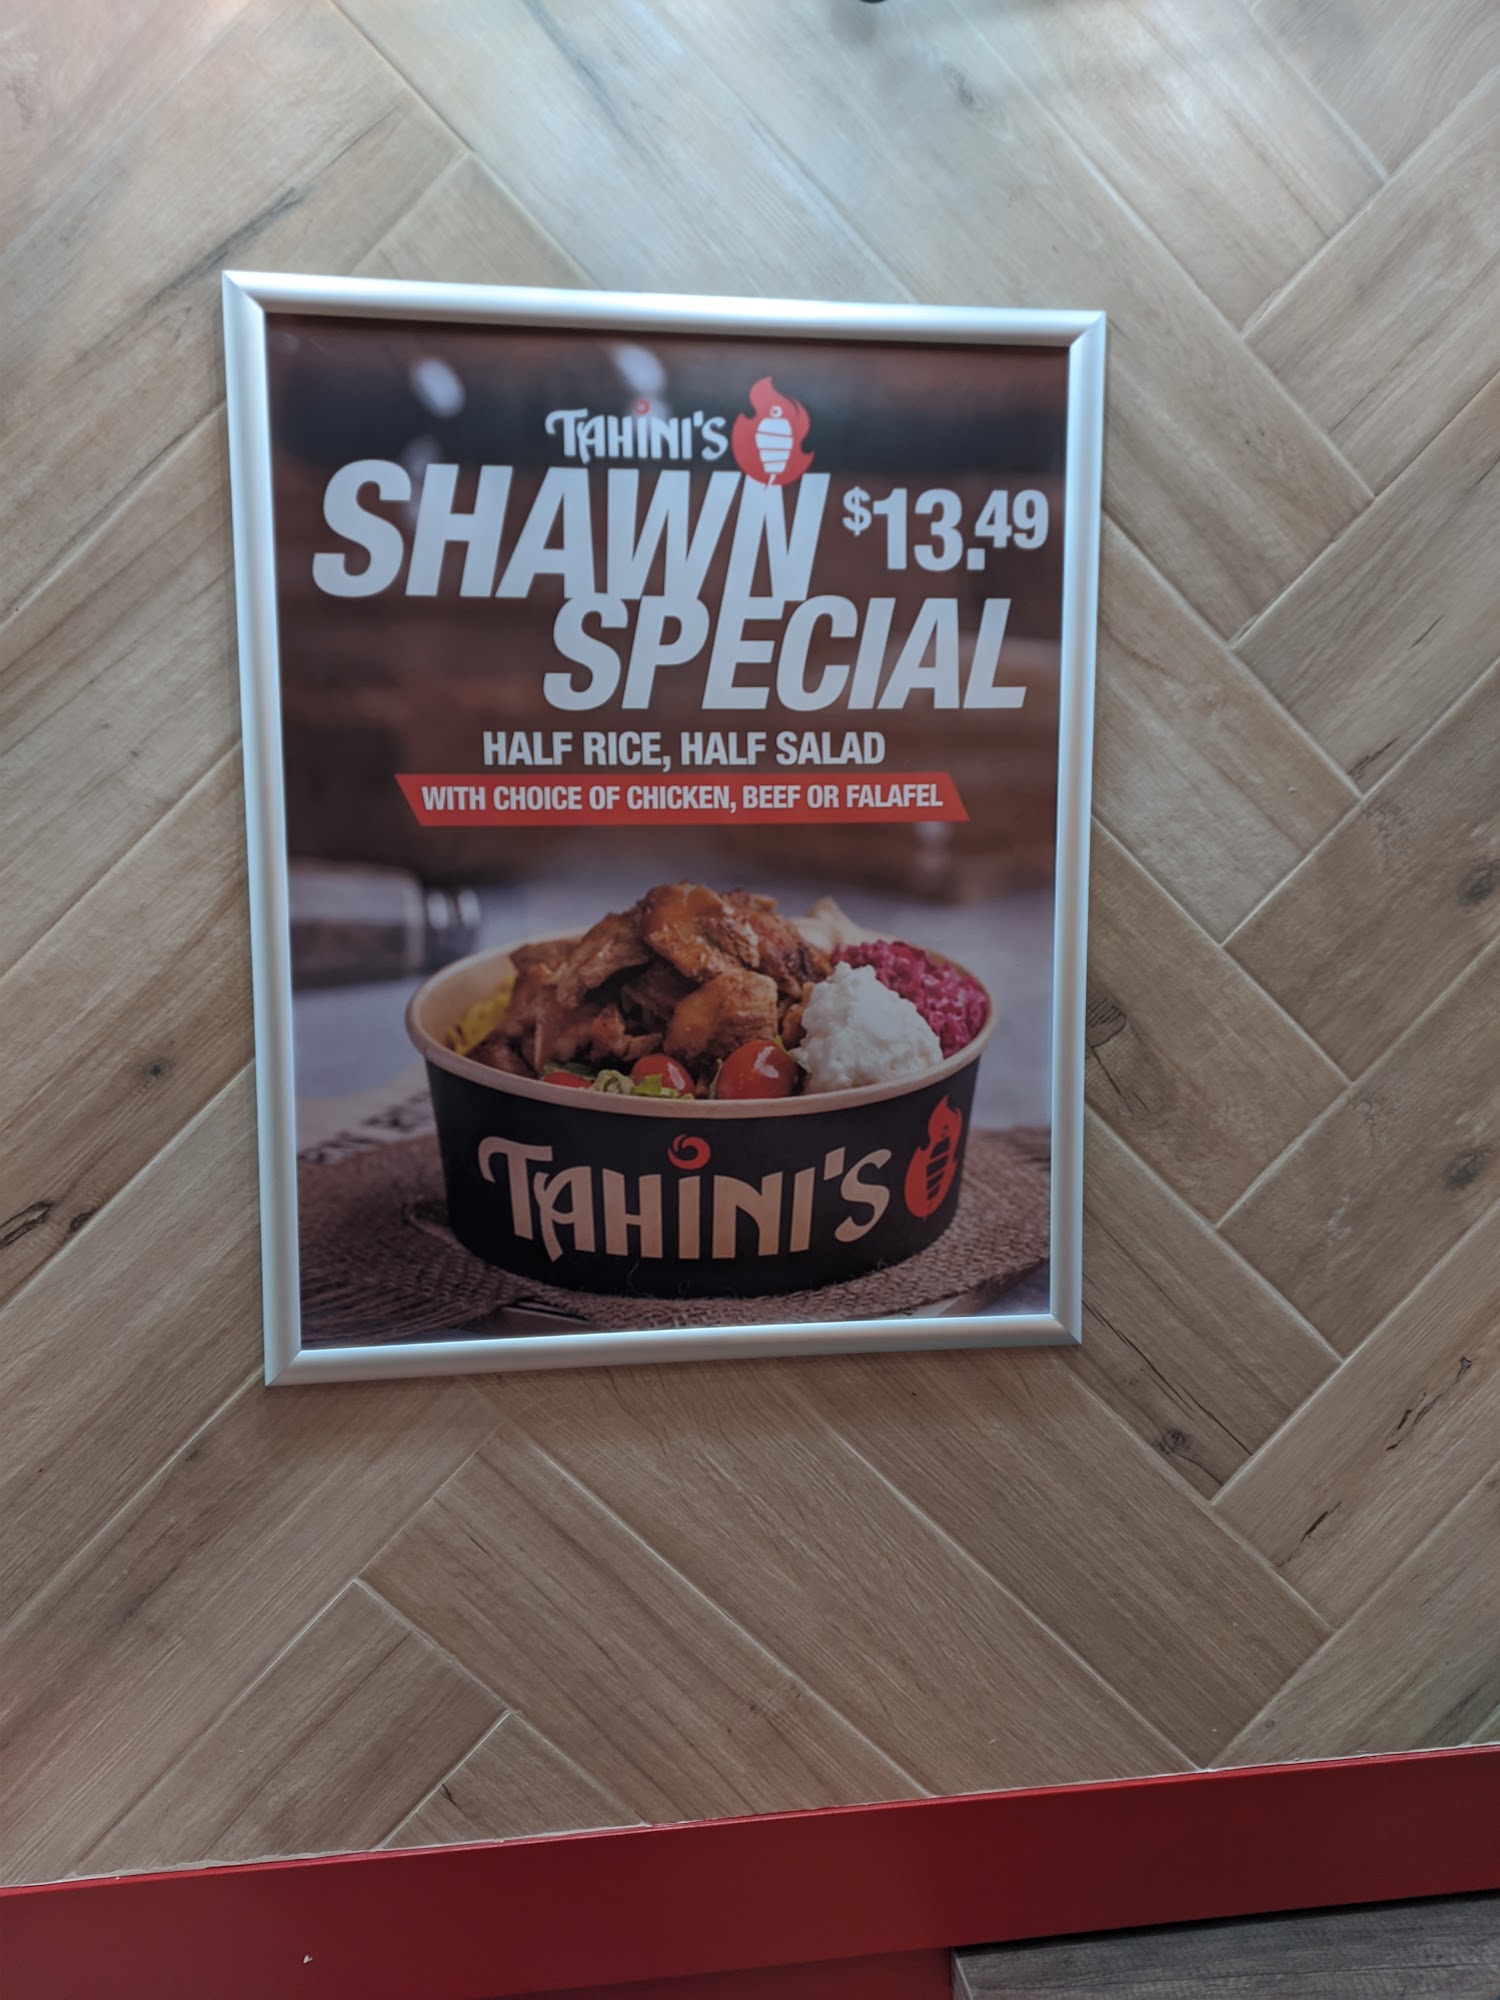 TAHINI'S
SHAWN
$13.49
SPECIAL
HALF RICE, HALF SALAD
WITH CHOICE OF CHICKEN, BEEF OR FALAFEL
TAHINI'S